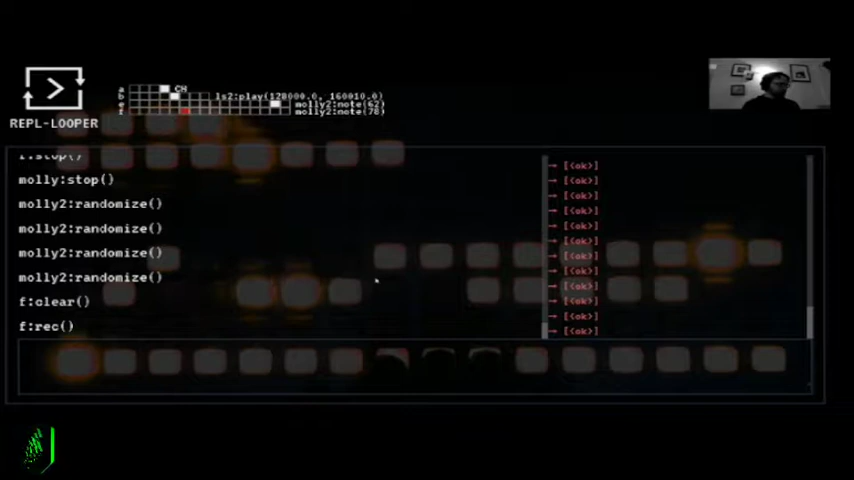 a CH
b ls2:play(128000.0, 160010.0)
e molly2:note(62)
f molly2:note(78)
REPL-LOOPER
f.stop()
molly:stop()
molly2:randomize()
molly2:randomize()
molly2:randomize()
molly2:randomize()
f:clear()
f:rec()
→ [<ok>]
→ [<ok>]
→ [<ok>]
→ [<ok>]
→ [<ok>]
→ [<ok>]
→ [<ok>]
→ [<ok>]
→ [<ok>]
→ [<ok>]
→ [<ok>]
→ [<ok>]